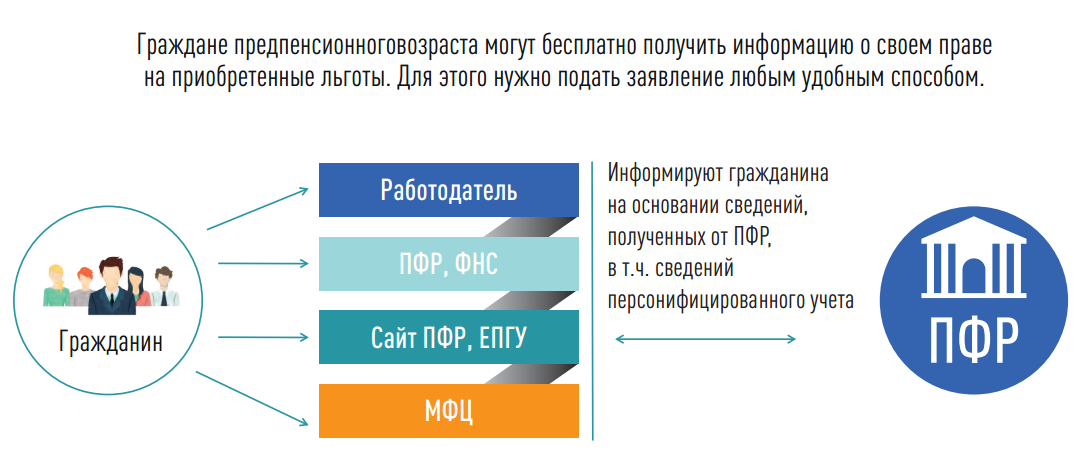 Граждане предпенсионноговозраста могут бесплатно получить информацию о своем праве
на приобретенные льготы. Для этого нужно подать заявление любым удобным способом.
Гражданин
Работодатель
ПФР, ФНС
Сайт ПФР, ЕПГУ
МФЦ
Информируют гражданина
на основании сведений,
полученных от ПФР,
в т.ч. сведений
персонифицированного учета
ПФР